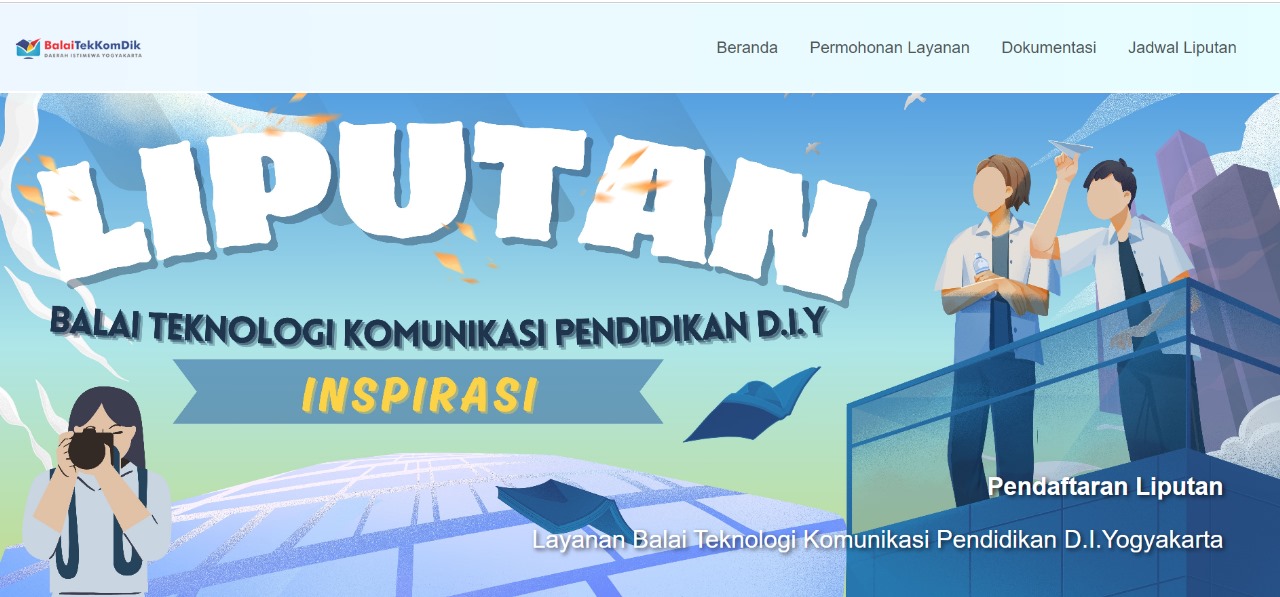 BalaiTekKomDik
DAERAH ISTIMEWA YOGYAKARTA
Beranda Permohonan Layanan Dokumentasi Jadwal Liputan
LIPUTAN
BALAI TEKNOLOGI KOMUNIKASI PENDIDIKAN D.I.Y
INSPIRASI
Pendaftaran Liputan
Layanan Balai Teknologi Komunikasi Pendidikan D.I.Yogyakarta